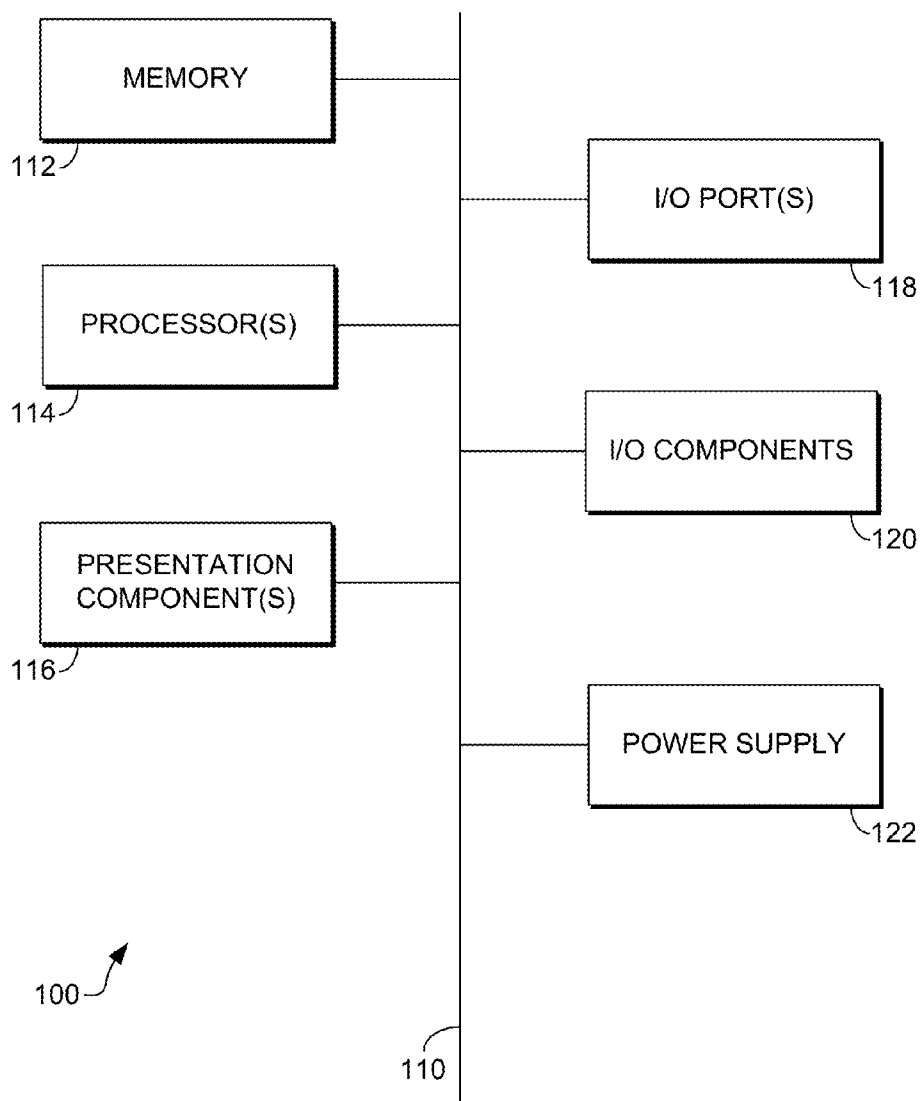 MEMORY
112
I/O PORT(S)
118
PROCESSOR(S)
114
I/O COMPONENTS
120
PRESENTATION
COMPONENT(S)
116
POWER SUPPLY
122
100
110